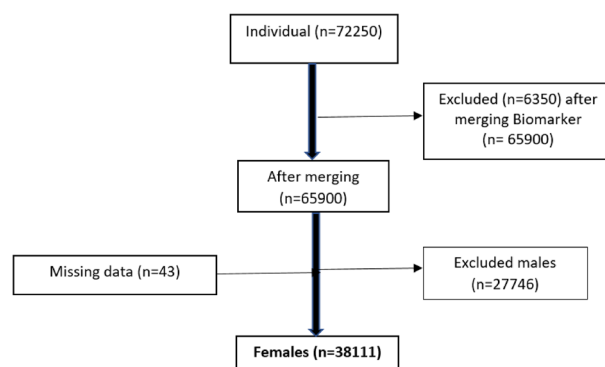 Individual (n=72250)
Excluded (n=6350) after
merging Biomarker
(n= 65900)
After merging
(n=65900)
Missing data (n=43)
Excluded males
(n=27746)
Females (n=38111)